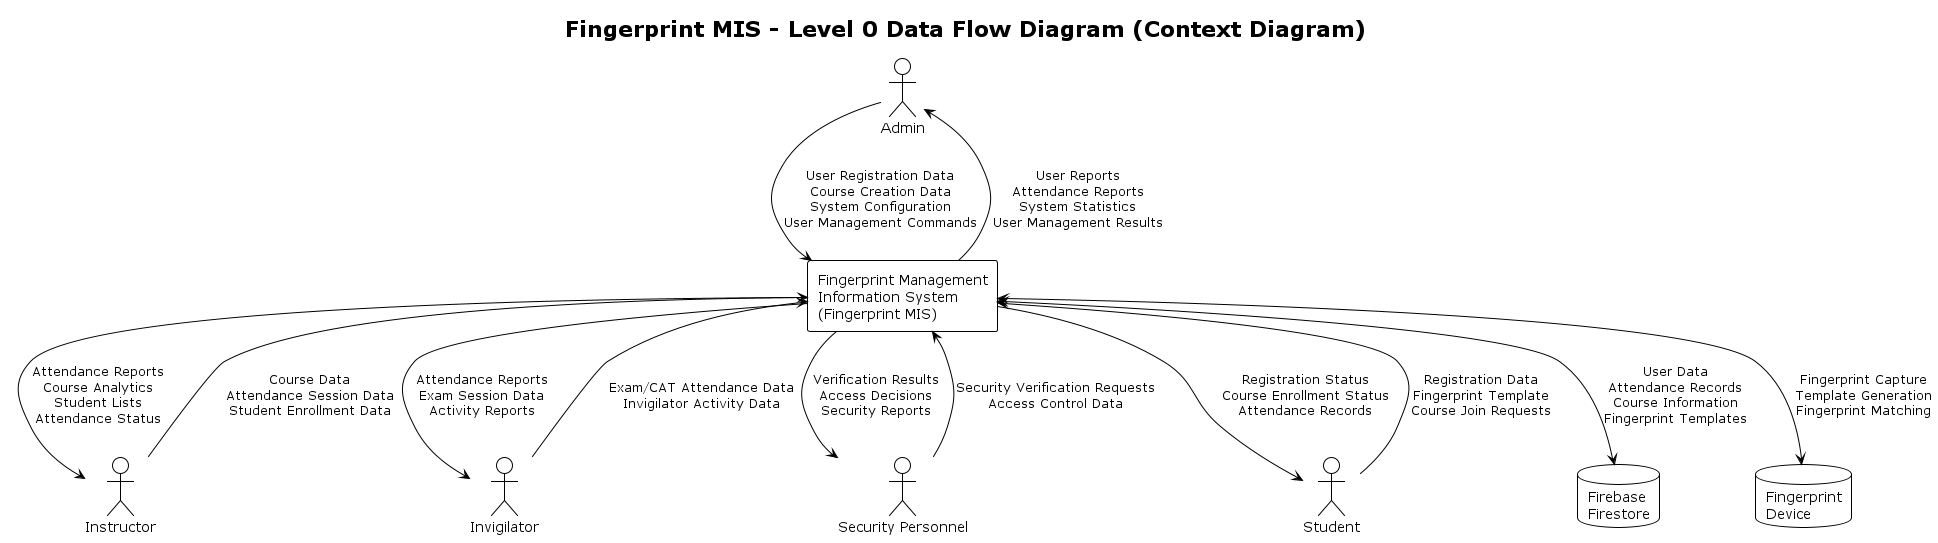 Fingerprint MIS - Level 0 Data Flow Diagram (Context Diagram)
Admin
User Registration Data
Course Creation Data
System Configuration
User Management Commands
User Reports
Attendance Reports
System Statistics
User Management Results
Fingerprint Management
Information System
(Fingerprint MIS)
Attendance Reports
Course Analytics
Student Lists
Attendance Status
Course Data
Attendance Session Data
Student Enrollment Data
Attendance Reports
Exam Session Data
Activity Reports
Exam/CAT Attendance Data
Invigilator Activity Data
Verification Results
Access Decisions
Security Reports
Security Verification Requests
Access Control Data
Registration Status
Course Enrollment Status
Attendance Records
Registration Data
Fingerprint Template
Course Join Requests
User Data
Attendance Records
Course Information
Fingerprint Templates
Fingerprint Capture
Template Generation
Fingerprint Matching
Instructor
Invigilator
Security Personnel
Student
Firebase
Firestore
Fingerprint
Device